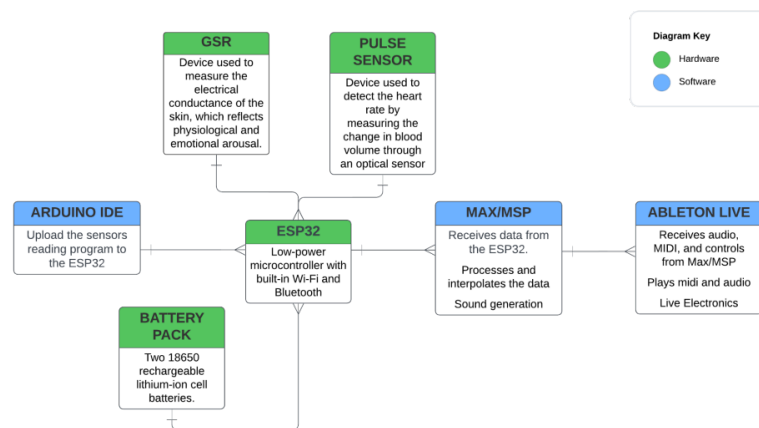 GSR
Device used to
measure the
electrical
conductance of the
skin, which reflects
physiological and
emotional arousal.
PULSE
SENSOR
Device used to
detect the heart
rate by
measuring the
change in blood
volume through
an optical sensor
Diagram Key
Hardware
Software
ARDUINO IDE
Upload the sensors
reading program to
the ESP32
ESP32
Low-power
microcontroller with
built-in Wi-Fi and
Bluetooth
MAX/MSP
Receives data from
the ESP32.
Processes and
interpolates the data
Sound generation
ABLETON LIVE
Receives audio,
MIDI, and controls
from Max/MSP
Plays midi and audio
Live Electronics
BATTERY
PACK
Two 18650
rechargeable
lithium-ion cell
batteries.